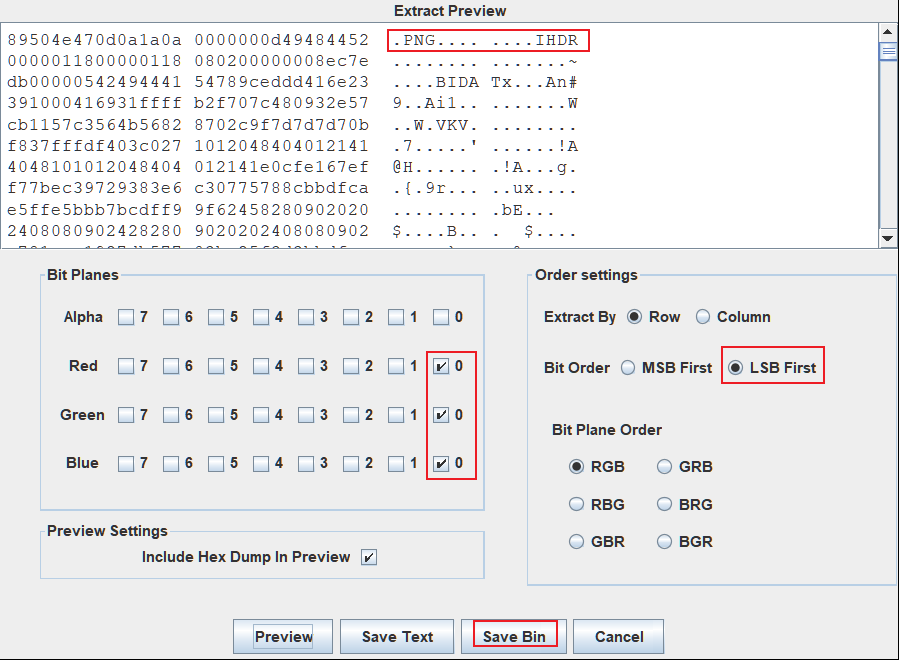 Extract Preview
89504e470d0a1a0a 0000000d49484452 .PNG.... ....IHDR
0000011800000118 080200000008ec7e ........ .......~
db00000542494441 54789ceddd416e23 ....BIDA Tx...An#
391000416931ffff b2f707c480932e57 9..Ai1.. .......W
cb1157c3564b5682 8702c9f7d7d7d70b ..W.VKV. ........
f837fffdf403c027 1012048404012141 .7.....' ......!A
4048101012048404 012141e0cfe167ef @H...... .!A...g.
f77bec39729383e6 c30775788cbbdfca .{.9r... ..ux....
e5ffe5bbb7bcdff9 9f62458280902020 ........ .bE...
2408080902428280 9020202408080902 $....B.. . $....
Bit Planes
Alpha 7 6 5 4 3 2 1 0
Red 7 6 5 4 3 2 1 0
Green 7 6 5 4 3 2 1 0
Blue 7 6 5 4 3 2 1 0
Preview Settings
Include Hex Dump In Preview
Order settings
Extract By Row Column
Bit Order MSB First LSB First
Bit Plane Order
RGB GRB
RBG BRG
GBR BGR
Preview Save Text Save Bin Cancel